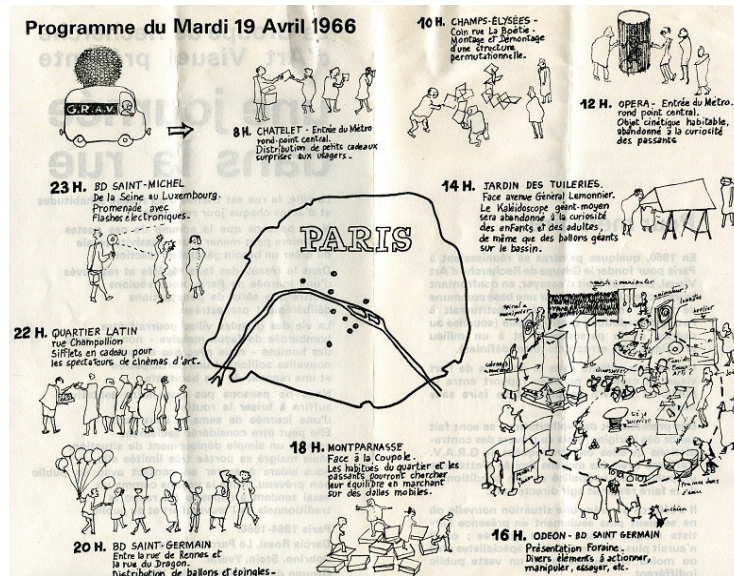 Programme du Mardi 19 Avril 1966
G.R.A.V.
8 H. CHATELET - Entrée du Métro
rond-point central.
Distribution de petits cadeaux
surprises aux usagers.
10 H. CHAMPS-ÉLYSÉES -
Coin rue La Boétie -
Montage et Démontage
d'une structure
permutationnelle.
12 H. OPERA - Entrée du Métro.
rond point central.
Objet cinétique habitable,
abandonné à la curiosité
des passants
14 H. JARDIN DES TUILERIES.
Face avenue Général Lemonnier.
Le Kaléidoscope géant-moyen
sera abandonné à la curiosité
des enfants et des adultes,
de même que des ballons géants
sur le bassin.
16 H. ODEON - BD SAINT GERMAIN
Présentation Foraine.
Divers éléments à actionner,
manipuler, essayer, etc.
18 H. MONTPARNASSE
Face à la Coupole.
Les habitués du quartier et les
passants pourront chercher
leur équilibre en marchant
sur des dalles mobiles.
20 H. BD SAINT-GERMAIN
Entre la rue de Rennes et
la rue du Dragon.
Distribution de ballons et épingles-
22 H. QUARTIER LATIN
rue Champollion
Sifflets en cadeau pour
les spectateurs de cinémas d'art.
23 H. BD SAINT-MICHEL
De la Seine au Luxembourg.
Promenade avec
Flashes électroniques.
PARIS
lunettes